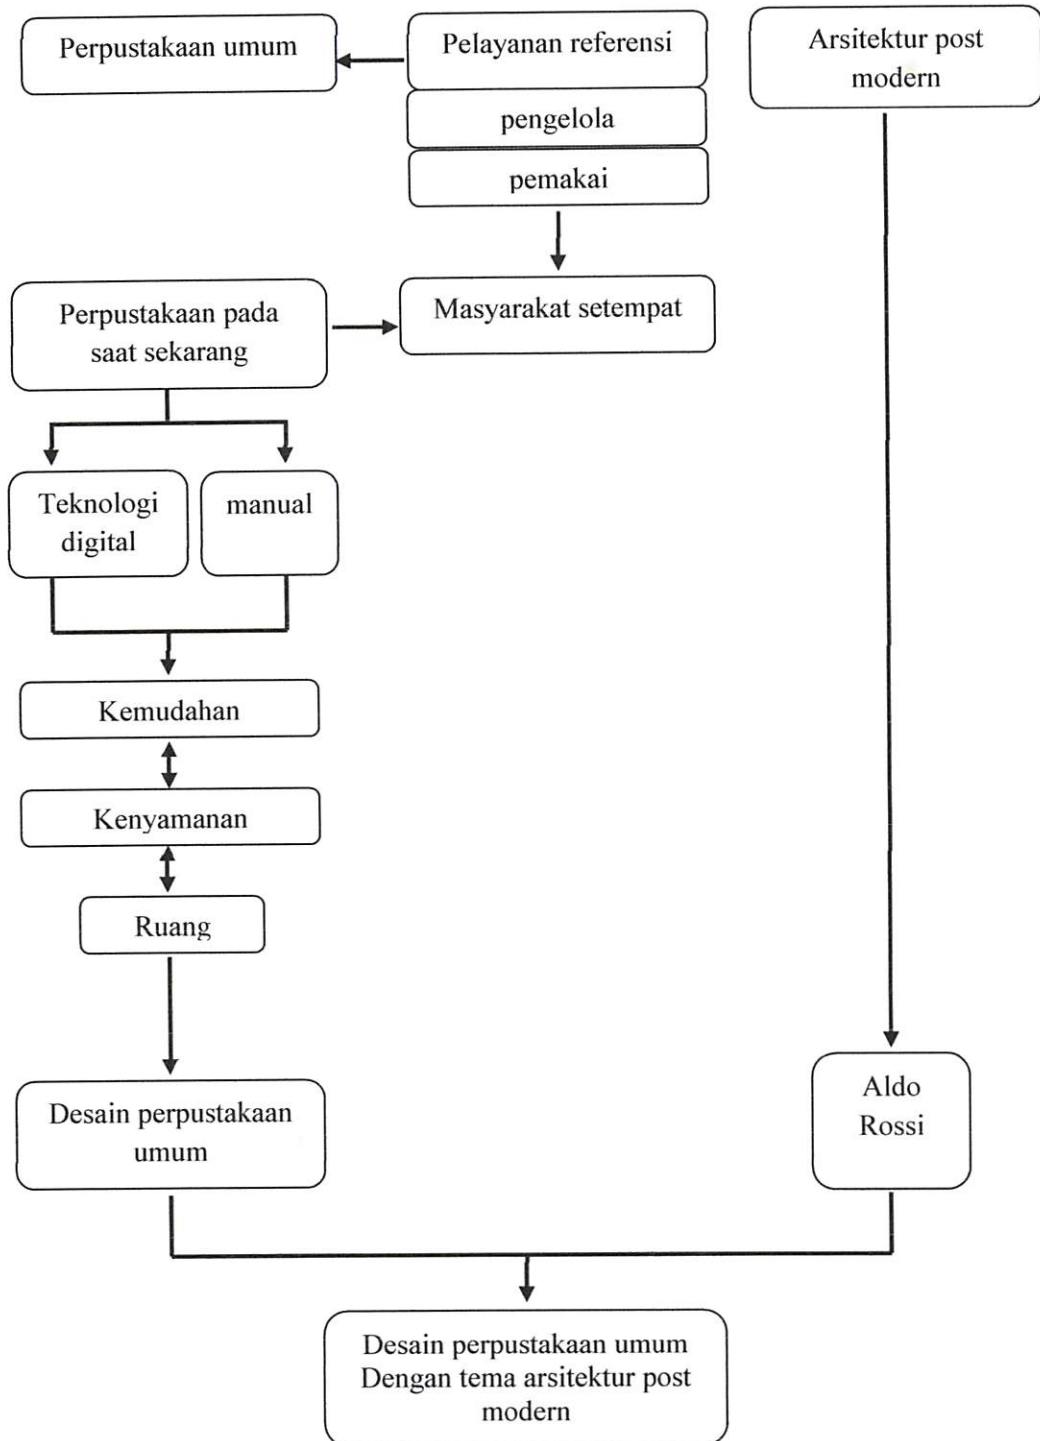 Perpustakaan umum
Pelayanan referensi
pengelola
pemakai
Arsitektur post
modern
Perpustakaan pada
saat sekarang
Masyarakat setempat
Teknologi
digital
manual
Kemudahan
Kenyamanan
Ruang
Desain perpustakaan
umum
Aldo
Rossi
Desain perpustakaan umum
Dengan tema arsitektur post
modern